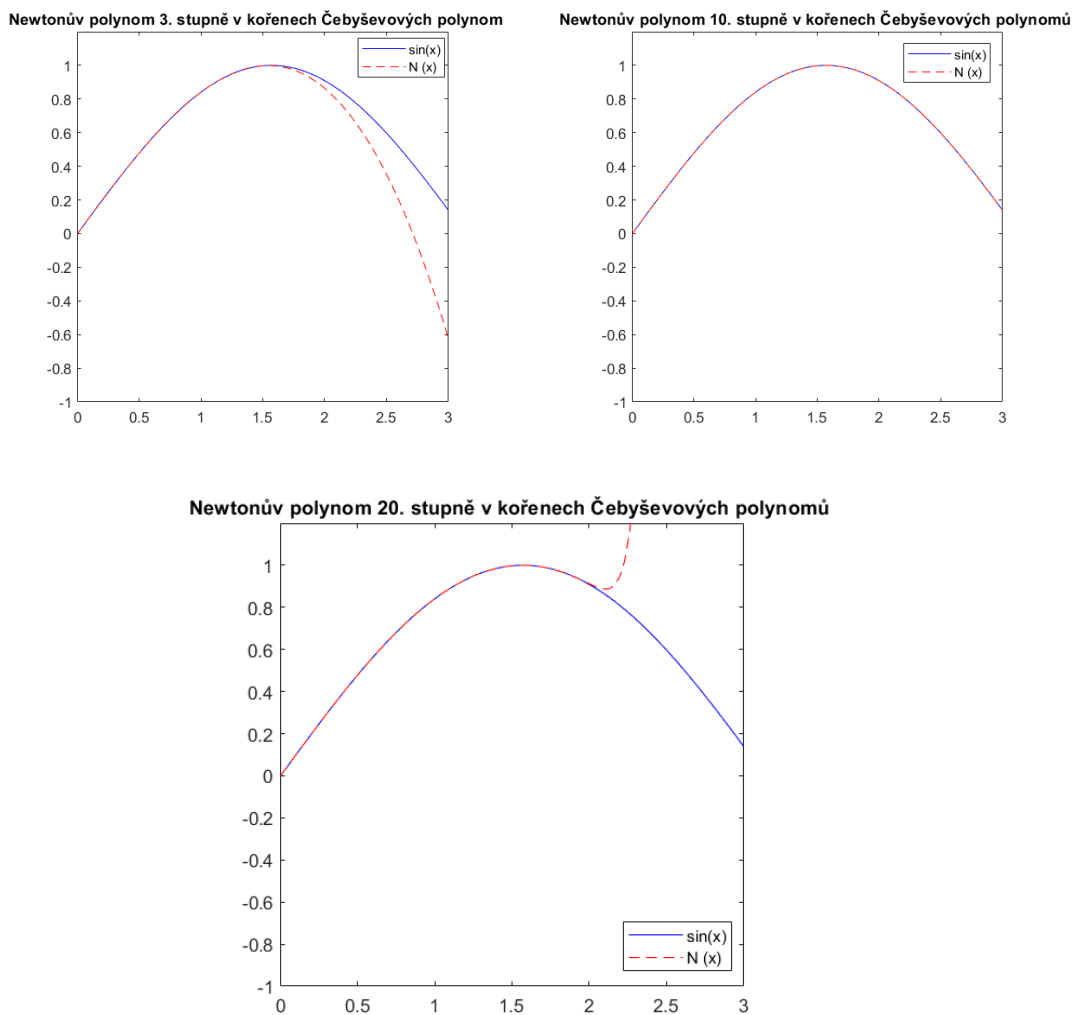 Newtonův polynom 3. stupně v kořenech Čebyševových polynom
sin(x)
N (x)
1
0.8
0.6
0.4
0.2
0
-0.2
-0.4
-0.6
-0.8
-1
0 0.5 1 1.5 2 2.5 3
Newtonův polynom 10. stupně v kořenech Čebyševových polynomů
sin(x)
N (x)
1
0.8
0.6
0.4
0.2
0
-0.2
-0.4
-0.6
-0.8
-1
0 0.5 1 1.5 2 2.5 3
Newtonův polynom 20. stupně v kořenech Čebyševových polynomů
1
0.8
0.6
0.4
0.2
0
-0.2
-0.4
-0.6
-0.8
-1
sin(x)
N (x)
0 0.5 1 1.5 2 2.5 3